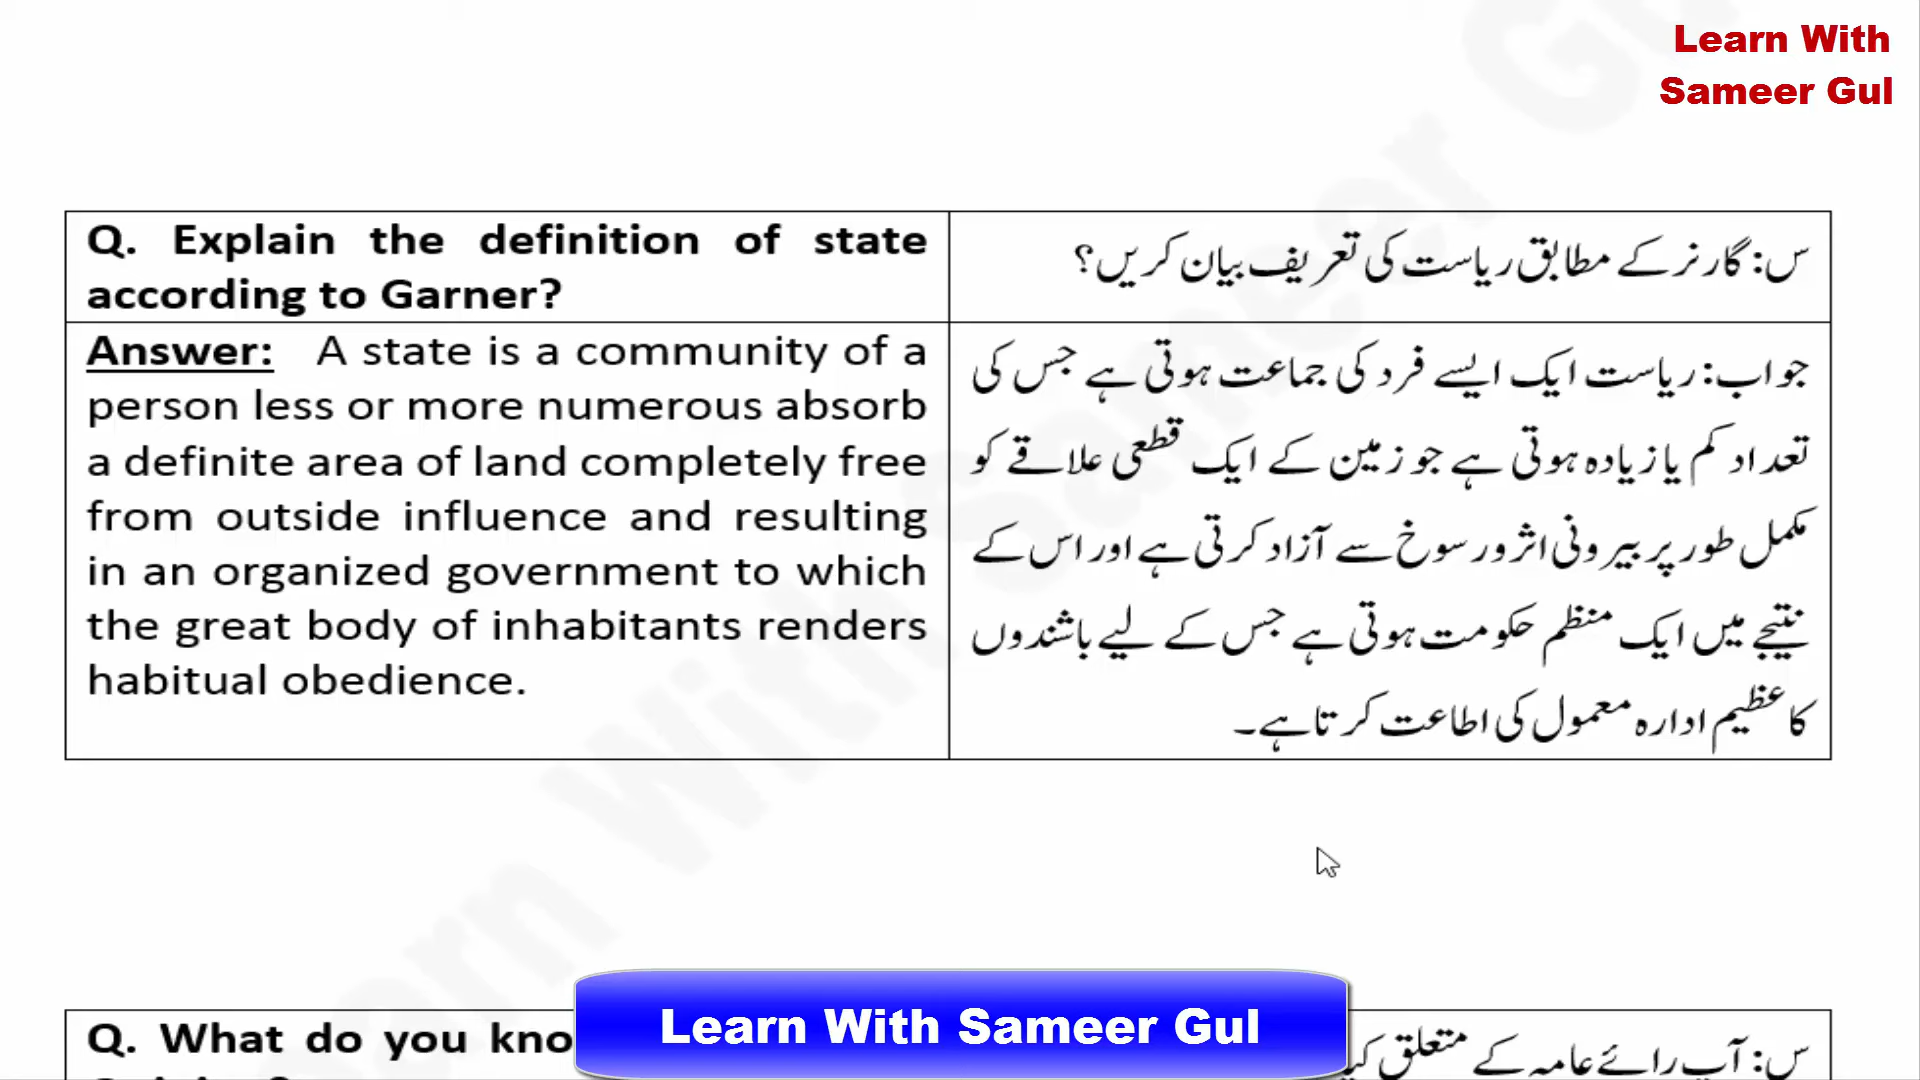 Learn With
Sameer Gul
Q. Explain the definition of state
according to Garner?
س: گارنر کے مطابق ریاست کی تعریف بیان کریں؟
Answer: A state is a community of a
person less or more numerous absorb
a definite area of land completely free
from outside influence and resulting
in an organized government to which
the great body of inhabitants renders
habitual obedience.
جواب: ریاست ایک ایسے فرد کی جماعت ہوتی ہے جس کی
تعداد کم یا زیادہ ہوتی ہے جو زمین کے ایک قطعی علاقے کو
مکمل طور پر بیرونی اثر ورسوخ سے آزاد کرتی ہے اور اس کے
نتیجے میں ایک منظم حکومت ہوتی ہے جس کے لیے باشندوں
کا عظیم ادارہ معمول کی اطاعت کرتا ہے۔
Q. What do you kno
س: آپ رائے عامہ کے متعلق
Learn With Sameer Gul